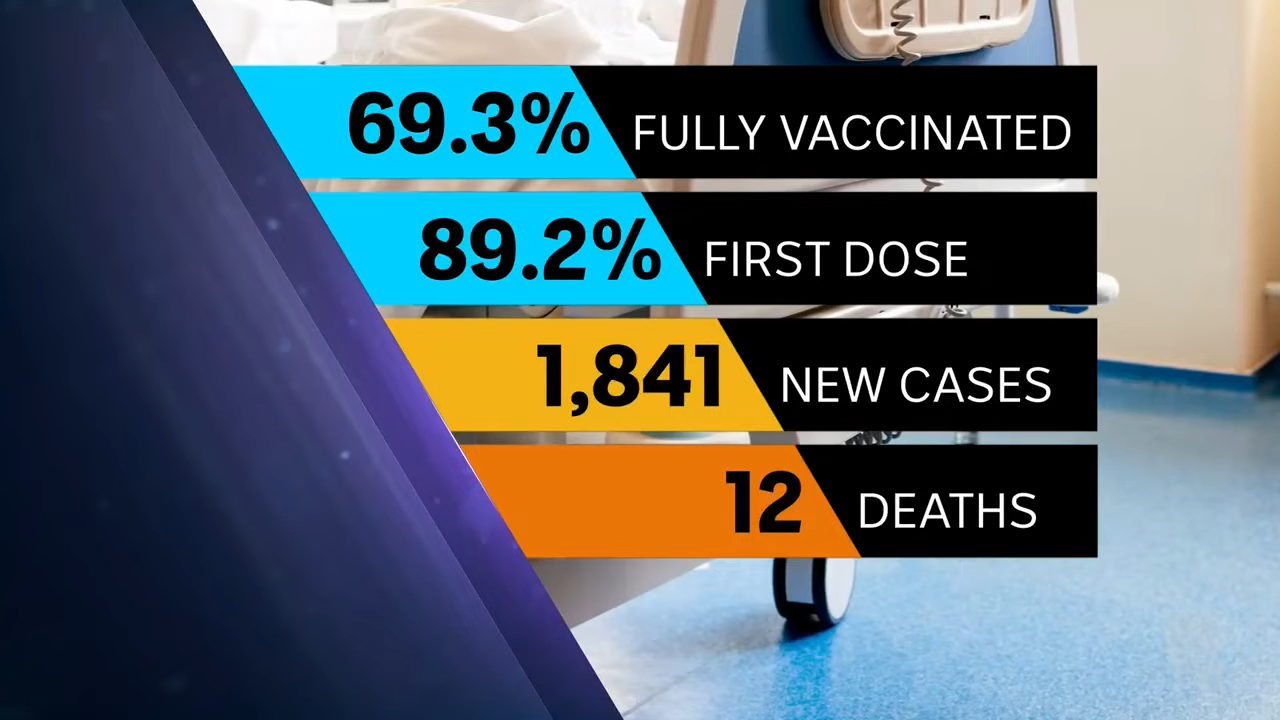 69.3% FULLY VACCINATED
89.2% FIRST DOSE
1,841 NEW CASES
12 DEATHS